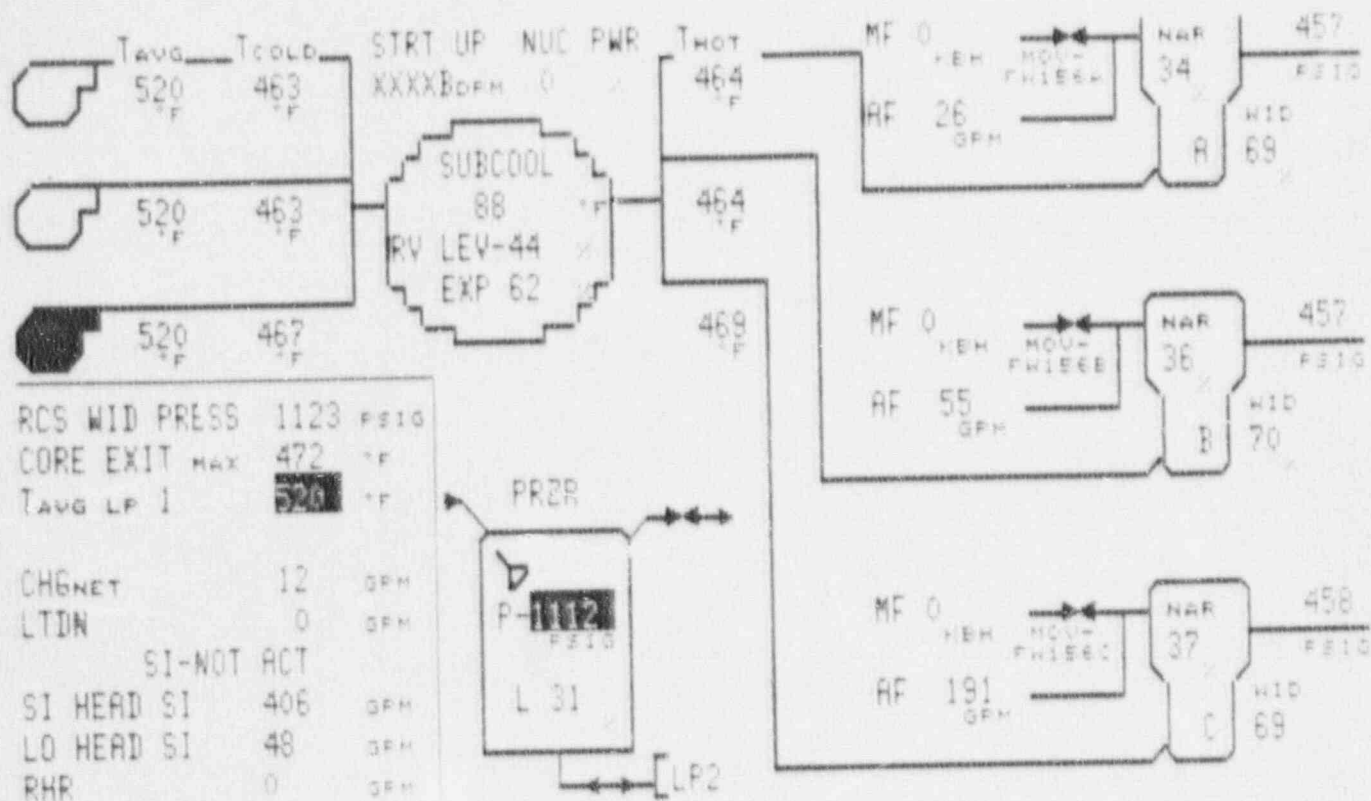 TAVG TCOLD STRT UP NUC PWR THOT
XXXXBDPM 0 %
520 °F 463 °F 464 °F
520 °F 463 °F 464 °F
520 °F 467 °F 469 °F
SUBCOOL
88 °F
RV LEV-44 %
EXP 62 %
MF 0 KBH MOV-FW156A NAR 34 % 457 PSIG
AF 26 GPM A WID 69 %
MF 0 KBH MOV-FW156B NAR 36 % 457 PSIG
AF 55 GPM B WID 70 %
MF 0 KBH MOV-FW156C NAR 37 % 458 PSIG
AF 191 GPM C WID 69 %
RCS WID PRESS 1123 PSIG
CORE EXIT MAX 472 °F
TAVG LP 1 520 °F
CHGNET 12 GPM
LTDN 0 GPM
SI-NOT ACT
SI HEAD SI 406 GPM
LO HEAD SI 48 GPM
RHR 0 GPM
PRZR
P-1112
PSIG
L 31 %
LP2